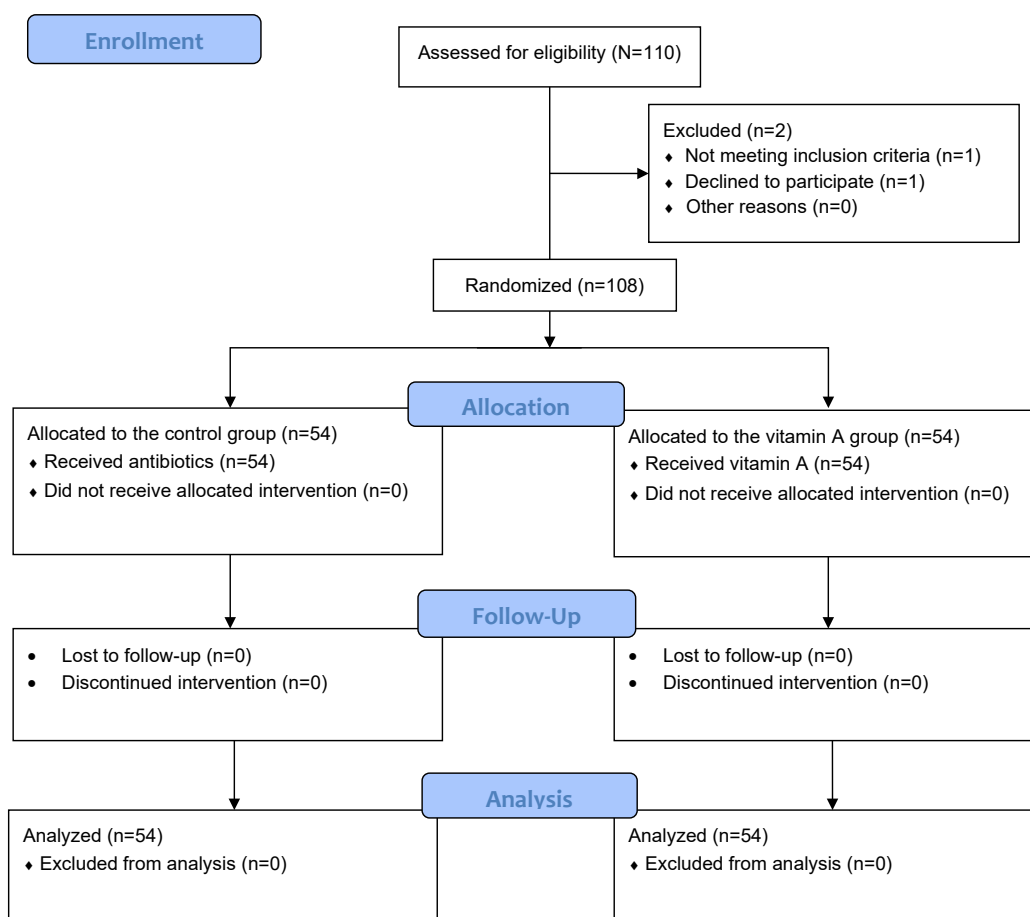 Enrollment
Assessed for eligibility (N=110)
Excluded (n=2)
♦ Not meeting inclusion criteria (n=1)
♦ Declined to participate (n=1)
♦ Other reasons (n=0)
Randomized (n=108)
Allocation
Allocated to the control group (n=54)
♦ Received antibiotics (n=54)
♦ Did not receive allocated intervention (n=0)
Allocated to the vitamin A group (n=54)
♦ Received vitamin A (n=54)
♦ Did not receive allocated intervention (n=0)
Follow-Up
• Lost to follow-up (n=0)
• Discontinued intervention (n=0)
• Lost to follow-up (n=0)
• Discontinued intervention (n=0)
Analysis
Analyzed (n=54)
♦ Excluded from analysis (n=0)
Analyzed (n=54)
♦ Excluded from analysis (n=0)